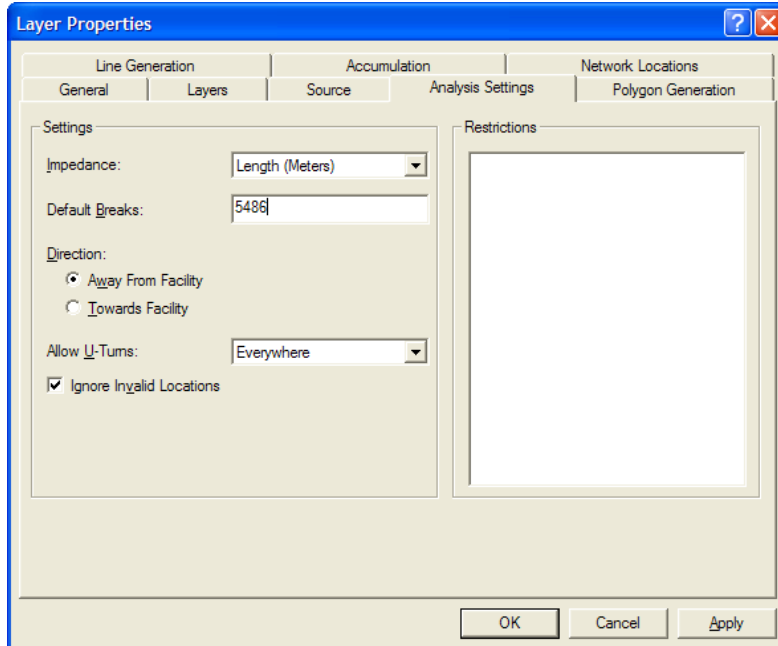 Layer Properties
Line Generation Accumulation Network Locations
General Layers Source Analysis Settings Polygon Generation
Settings
Impedance: Length (Meters)
Default Breaks: 5486
Direction:
Away From Facility
Towards Facility
Allow U-Turns: Everywhere
Ignore Invalid Locations
Restrictions
OK Cancel Apply